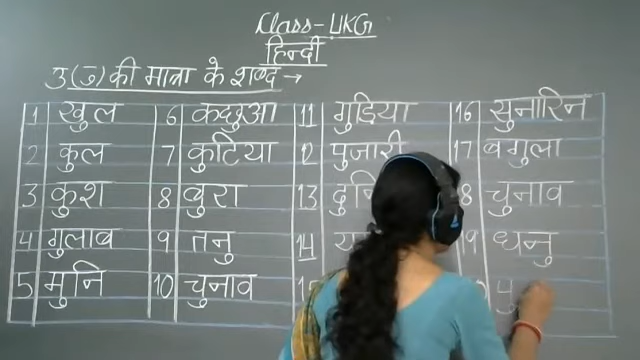 Class-UKG
हिन्दी
उ(ु) की मात्रा के शब्द →
1 खुल 6 कछुआ 11 गुड़िया 16 सुनारिन
2 कुल 7 कुटिया 12 पुजारी 17 बगुला
3 कुश 8 बुरा 13 18 चुनाव
4 गुलाब 9 तनु 14 19 धनु
5 मुनि 10 चुनाव